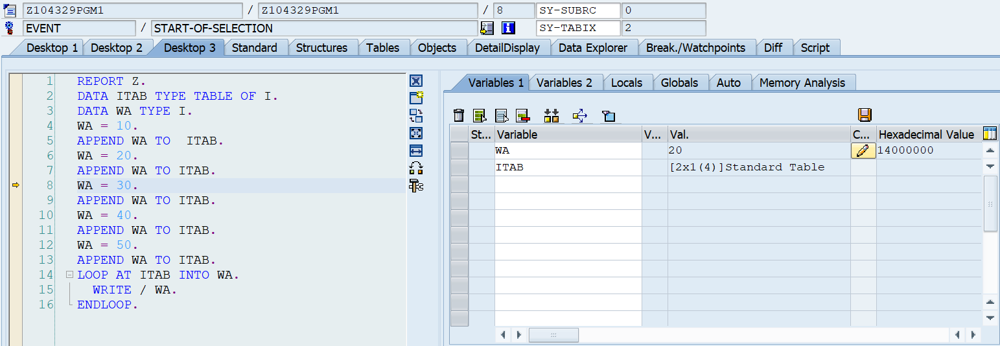 Z104329PGM1 / Z104329PGM1 / 8 SY-SUBRC 0
EVENT / START-OF-SELECTION SY-TABIX 2
Desktop 1 Desktop 2 Desktop 3 Standard Structures Tables Objects DetailDisplay Data Explorer Break./Watchpoints Diff Script
1 REPORT Z.
2 DATA ITAB TYPE TABLE OF I.
3 DATA WA TYPE I.
4 WA = 10.
5 APPEND WA TO  ITAB.
6 WA = 20.
7 APPEND WA TO ITAB.
8 WA = 30.
9 APPEND WA TO ITAB.
10 WA = 40.
11 APPEND WA TO ITAB.
12 WA = 50.
13 APPEND WA TO ITAB.
14 LOOP AT ITAB INTO WA.
15   WRITE / WA.
16 ENDLOOP.
Variables 1 Variables 2 Locals Globals Auto Memory Analysis
St... Variable V... Val. C... Hexadecimal Value
WA 20 14000000
ITAB [2x1(4)]Standard Table